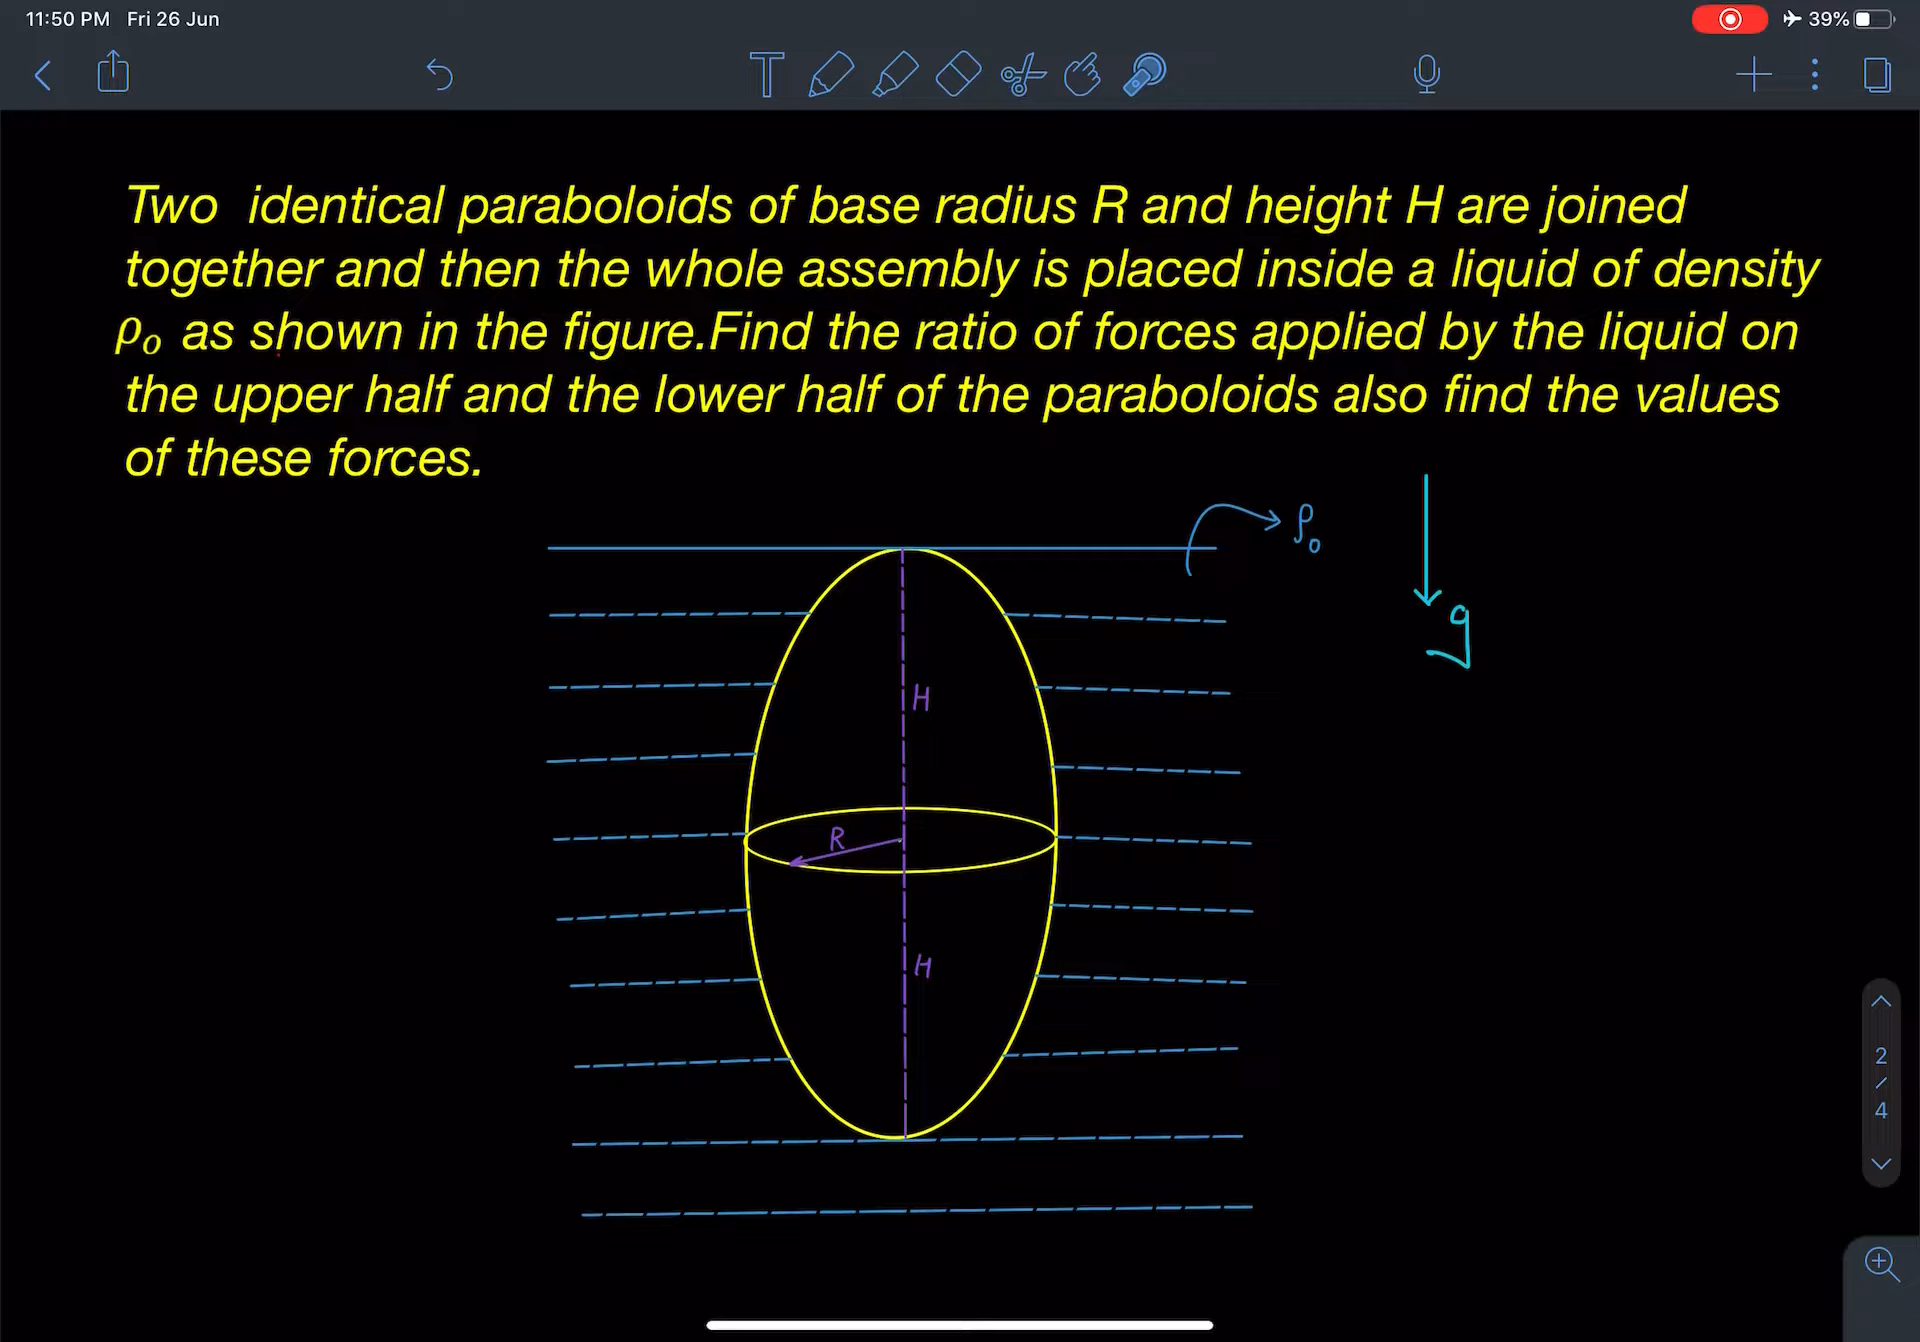 11:50 PM Fri 26 Jun
39%
Two identical paraboloids of base radius R and height H are joined
together and then the whole assembly is placed inside a liquid of density
ρ₀ as shown in the figure.Find the ratio of forces applied by the liquid on
the upper half and the lower half of the paraboloids also find the values
of these forces.
ρ₀
g
H
R
H
2
/
4